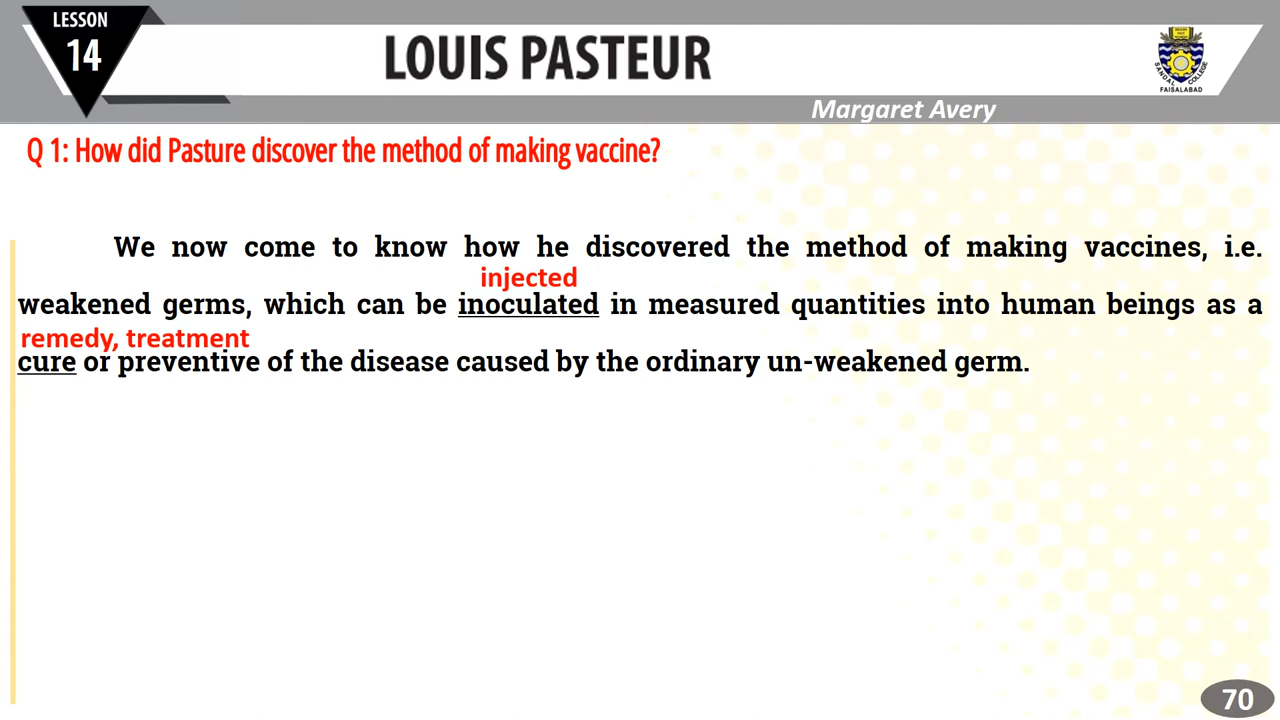 LESSON
14
LOUIS PASTEUR
SANDAL COLLEGE
FAISALABAD
Margaret Avery
Q 1: How did Pasture discover the method of making vaccine?
We now come to know how he discovered the method of making vaccines, i.e.
injected
weakened germs, which can be inoculated in measured quantities into human beings as a
remedy, treatment
cure or preventive of the disease caused by the ordinary un-weakened germ.
70